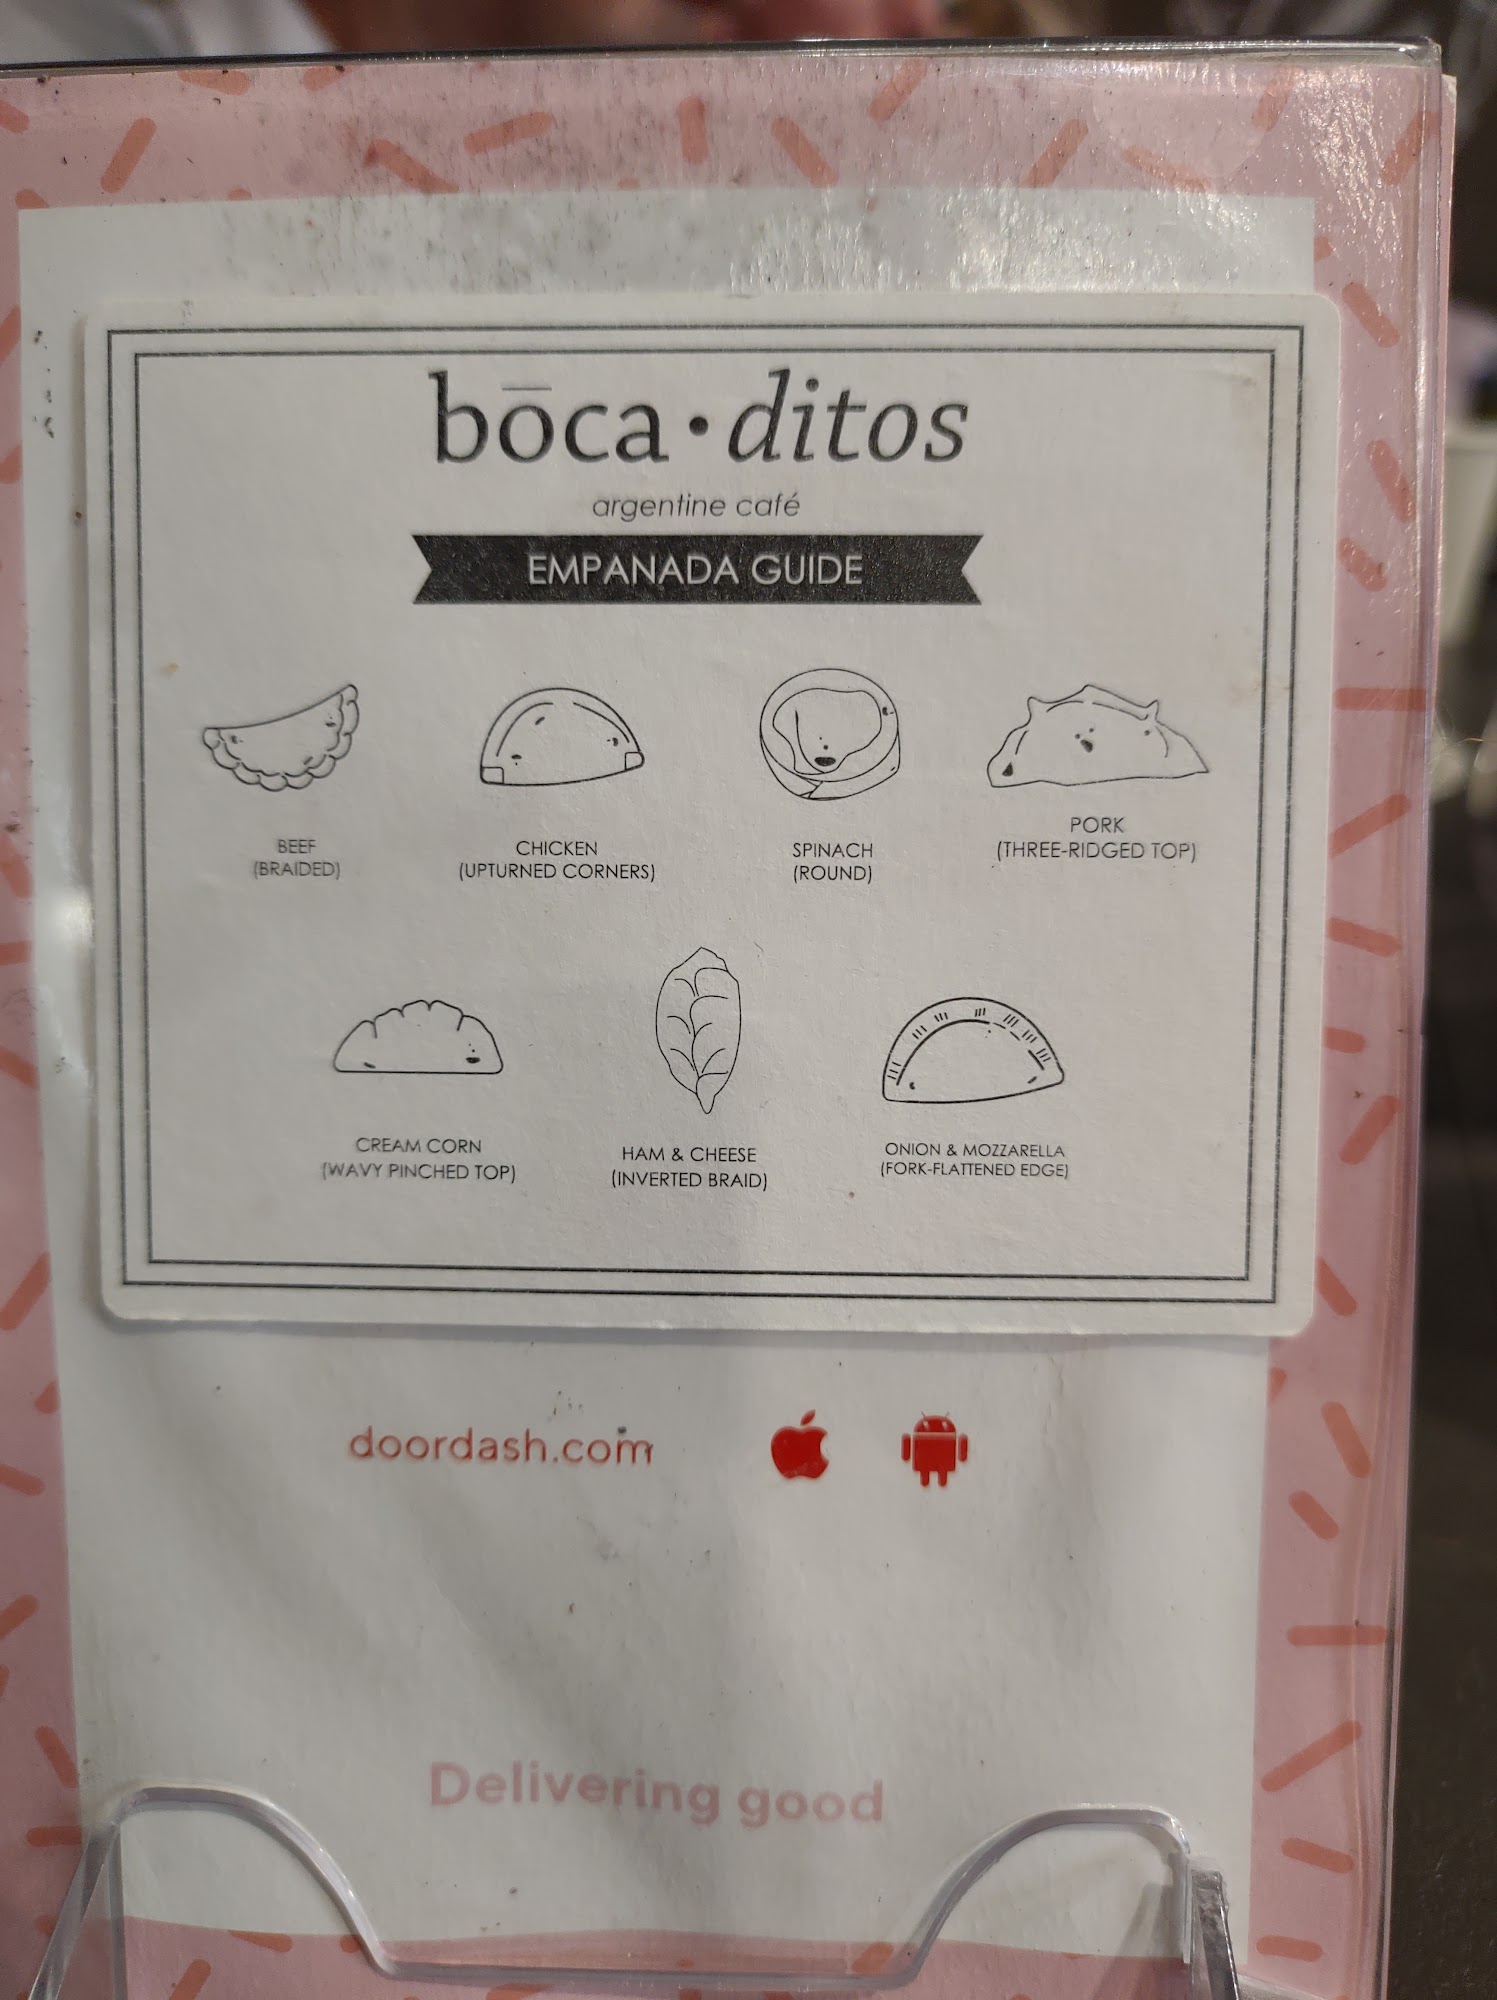 bōca · ditos
argentine café
EMPANADA GUIDE
BEEF
(BRAIDED)
CHICKEN
(UPTURNED CORNERS)
SPINACH
(ROUND)
PORK
(THREE-RIDGED TOP)
CREAM CORN
(WAVY PINCHED TOP)
HAM & CHEESE
(INVERTED BRAID)
ONION & MOZZARELLA
(FORK-FLATTENED EDGE)
doordash.com
Delivering good